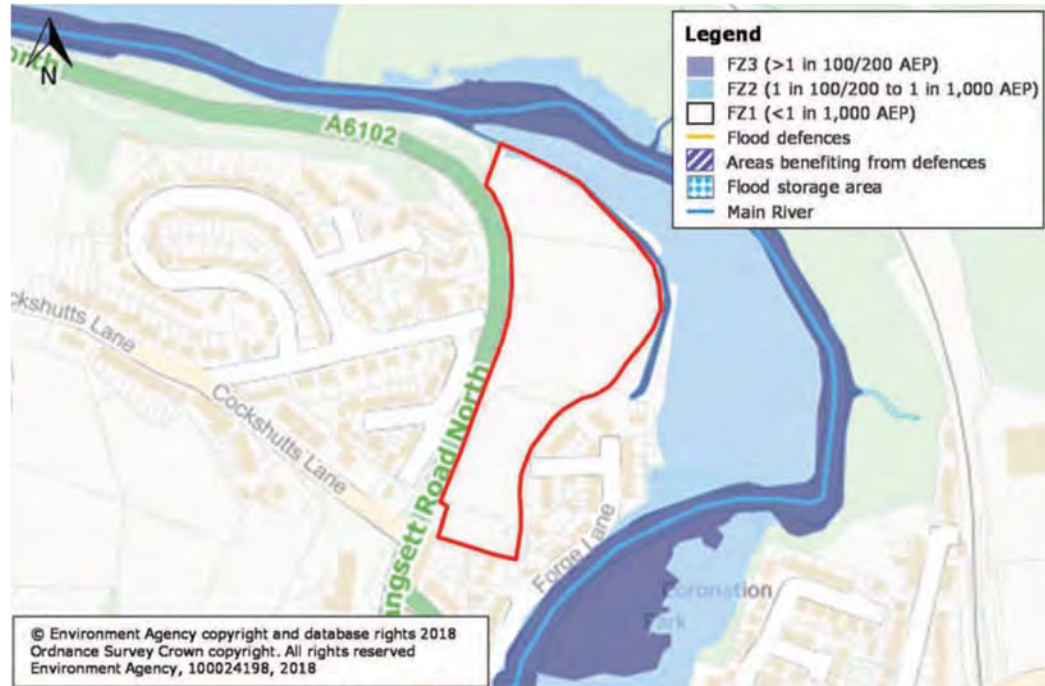 Legend
FZ3 (>1 in 100/200 AEP)
FZ2 (1 in 100/200 to 1 in 1,000 AEP)
FZ1 (<1 in 1,000 AEP)
Flood defences
Areas benefiting from defences
Flood storage area
Main River
N
orth
A6102
ckshutts Lane
Cockshutts Lane
angsett Road North
Forge Lane
Coronation
Park
© Environment Agency copyright and database rights 2018
Ordnance Survey Crown copyright. All rights reserved
Environment Agency, 100024198, 2018